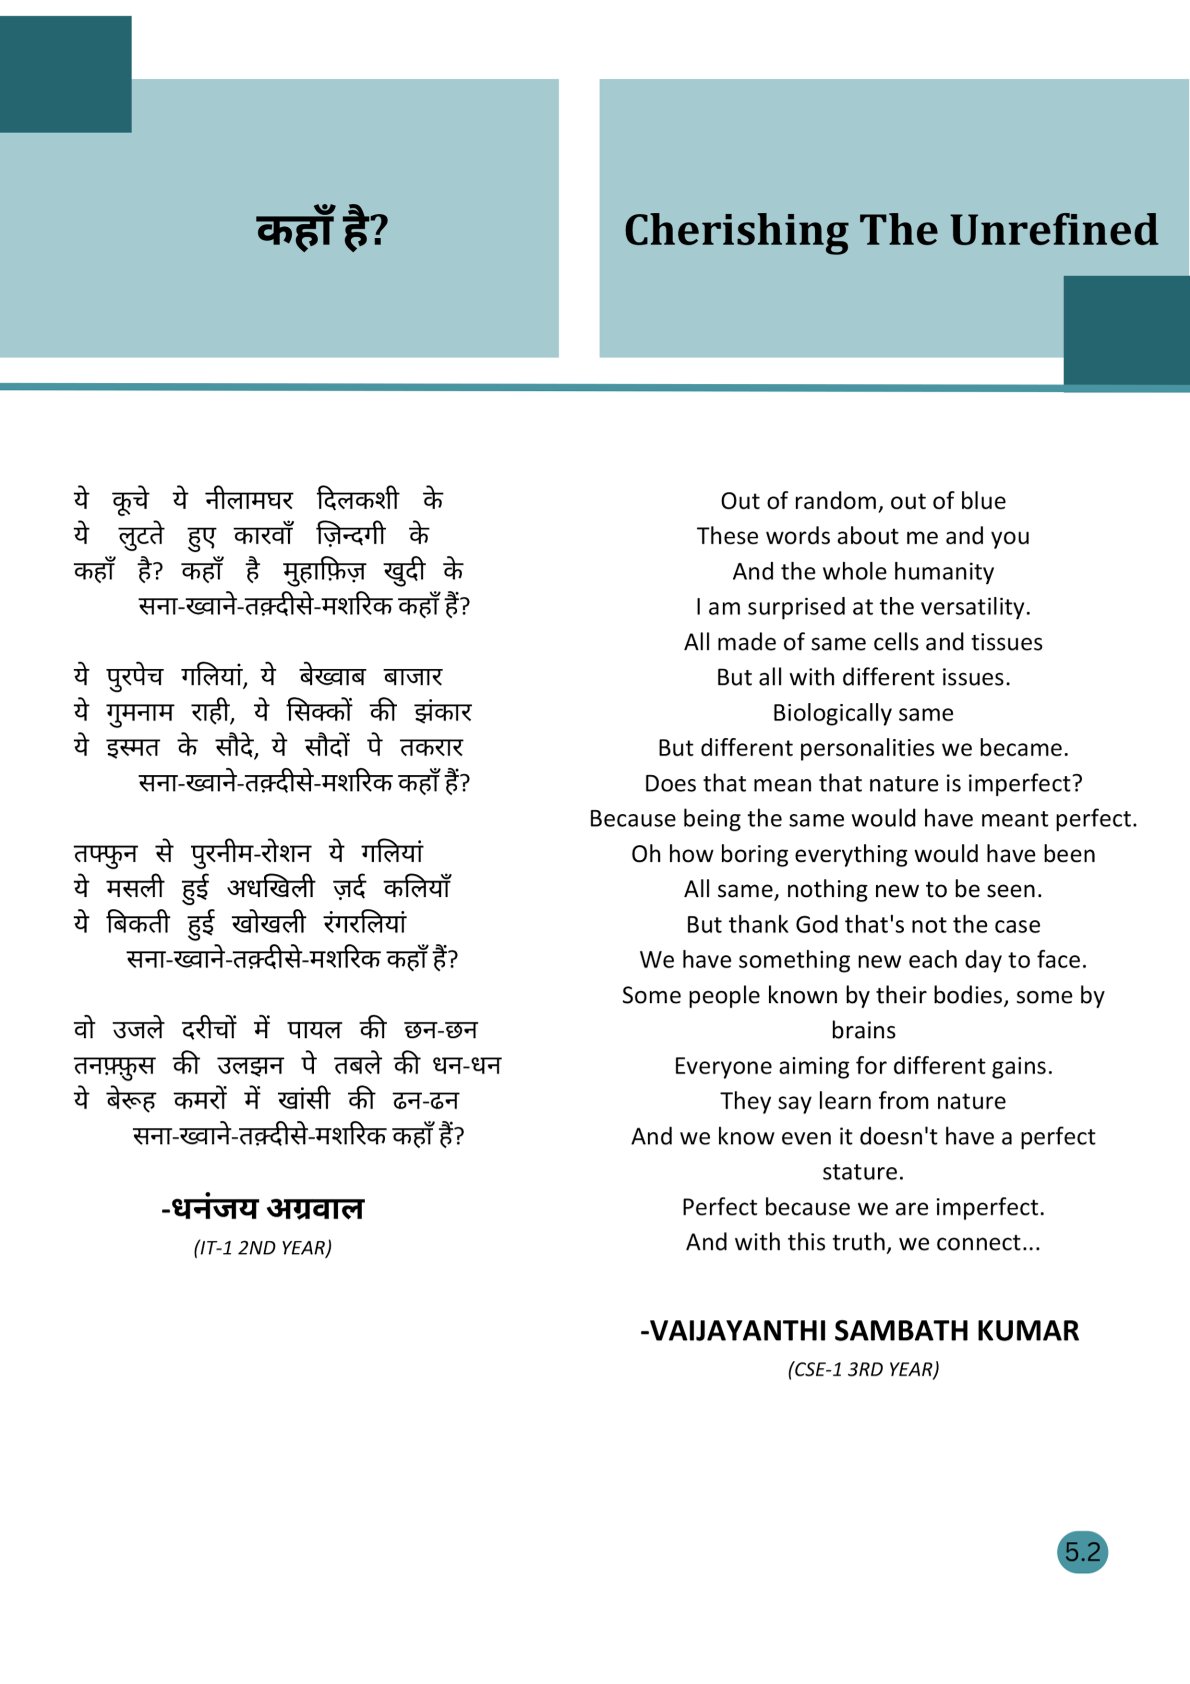 कहाँ है?
ये कूचे ये नीलामघर दिलकशी के
ये लुटते हुए कारवाँ ज़िन्दगी के
कहाँ है? कहाँ है मुहाफ़िज़ खुदी के
सना-ख्वाने-तक़्दीसे-मशरिक कहाँ हैं?
ये पुरपेच गलियां, ये बेख्वाब बाजार
ये गुमनाम राही, ये सिक्कों की झंकार
ये इस्मत के सौदे, ये सौदों पे तकरार
सना-ख्वाने-तक़्दीसे-मशरिक कहाँ हैं?
तफ्फुन से पुरनीम-रोशन ये गलियां
ये मसली हुई अधखिली ज़र्द कलियाँ
ये बिकती हुई खोखली रंगरलियां
सना-ख्वाने-तक़्दीसे-मशरिक कहाँ हैं?
वो उजले दरीचों में पायल की छन-छन
तनफ़्फ़ुस की उलझन पे तबले की धन-धन
ये बेरूह कमरों में खांसी की ढन-ढन
सना-ख्वाने-तक़्दीसे-मशरिक कहाँ हैं?
-धनंजय अग्रवाल
(IT-1 2ND YEAR)
Cherishing The Unrefined
Out of random, out of blue
These words about me and you
And the whole humanity
I am surprised at the versatility.
All made of same cells and tissues
But all with different issues.
Biologically same
But different personalities we became.
Does that mean that nature is imperfect?
Because being the same would have meant perfect.
Oh how boring everything would have been
All same, nothing new to be seen.
But thank God that's not the case
We have something new each day to face.
Some people known by their bodies, some by
brains
Everyone aiming for different gains.
They say learn from nature
And we know even it doesn't have a perfect
stature.
Perfect because we are imperfect.
And with this truth, we connect...
-VAIJAYANTHI SAMBATH KUMAR
(CSE-1 3RD YEAR)
5.2